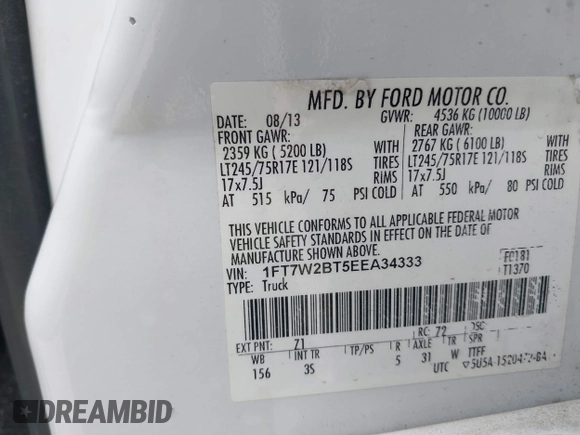 MFD. BY FORD MOTOR CO.
DATE: 08/13 GVWR: 4536 KG (10000 LB)
FRONT GAWR: REAR GAWR:
2359 KG ( 5200 LB) 2767 KG ( 6100 LB)
LT245/75R17E 121/118S TIRES LT245/75R17E 121/118S TIRES
17x7.5J RIMS 17x7.5J RIMS
AT 515 kPa/ 75 PSI COLD AT 550 kPa/ 80 PSI COLD
THIS VEHICLE CONFORMS TO ALL APPLICABLE FEDERAL MOTOR
VEHICLE SAFETY STANDARDS IN EFFECT ON THE DATE OF
MANUFACTURE SHOWN ABOVE.
VIN: 1FT7W2BT5EEA34333 F0181
TYPE: Truck T1370
EXT PNT: Z1 RC: 72 DSC:
WB INT TR TP/PS R AXLE TR SPR
156 3S 5 31 W TTFF
UTC
DREAMBID